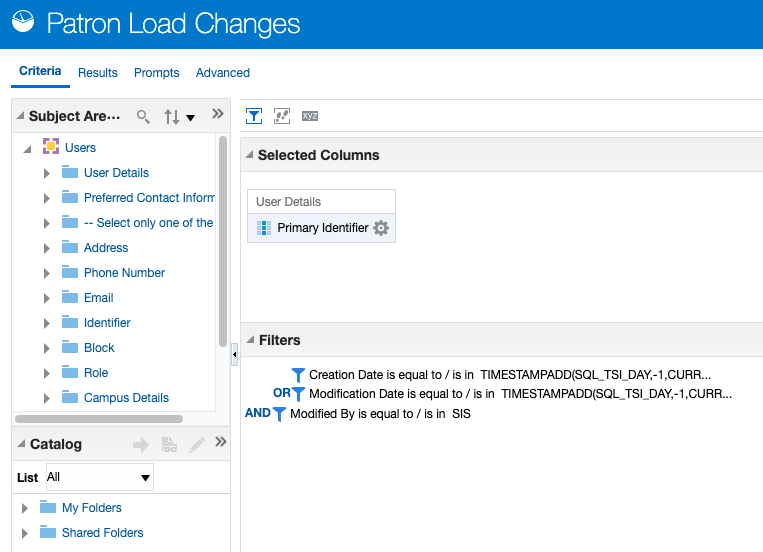 Patron Load Changes
Criteria Results Prompts Advanced
Subject Are...
Users
User Details
Preferred Contact Inform
-- Select only one of the
Address
Phone Number
Email
Identifier
Block
Role
Campus Details
Catalog
List All
My Folders
Shared Folders
xyz
Selected Columns
User Details
Primary Identifier
Filters
Creation Date is equal to / is in TIMESTAMPADD(SQL_TSI_DAY,-1,CURR...
OR Modification Date is equal to / is in TIMESTAMPADD(SQL_TSI_DAY,-1,CURR...
AND Modified By is equal to / is in SIS